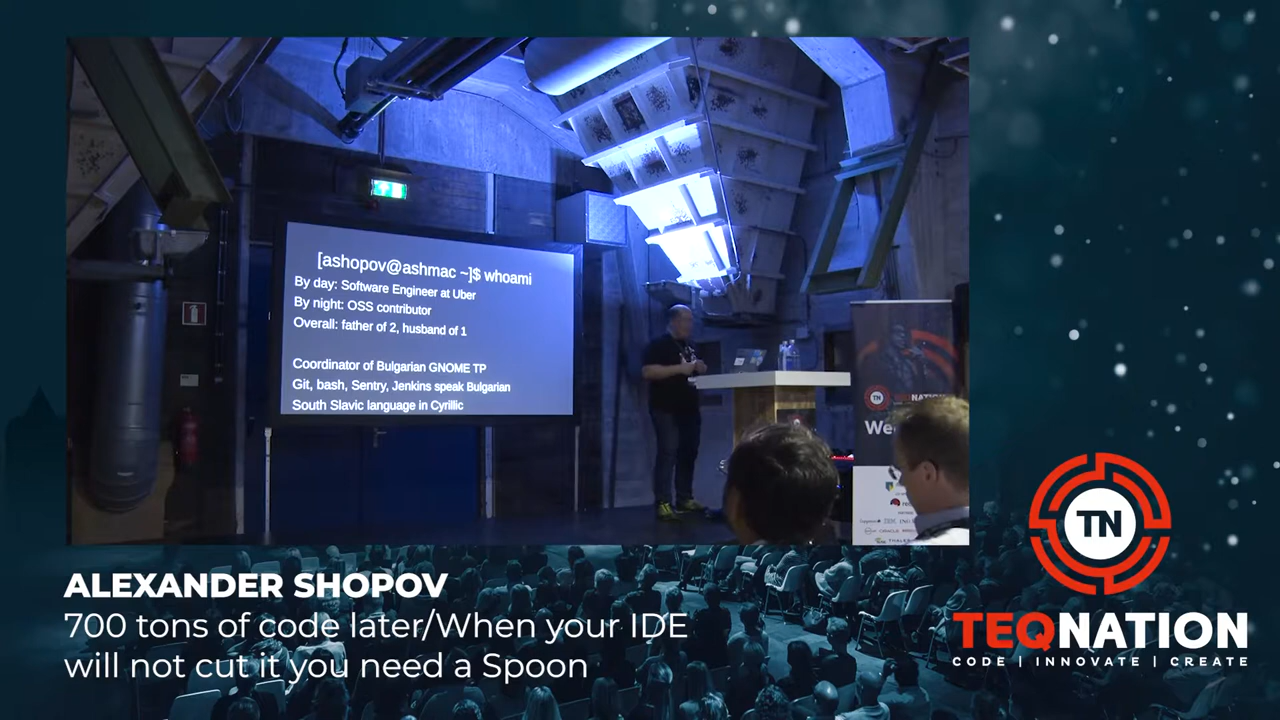 [ashopov@ashmac ~]$ whoami
By day: Software Engineer at Uber
By night: OSS contributor
Overall: father of 2, husband of 1
Coordinator of Bulgarian GNOME TP
Git, bash, Sentry, Jenkins speak Bulgarian
South Slavic language in Cyrillic
TN
We
ALEXANDER SHOPOV
700 tons of code later/When your IDE
will not cut it you need a Spoon
TN
TEQNATION
CODE | INNOVATE | CREATE